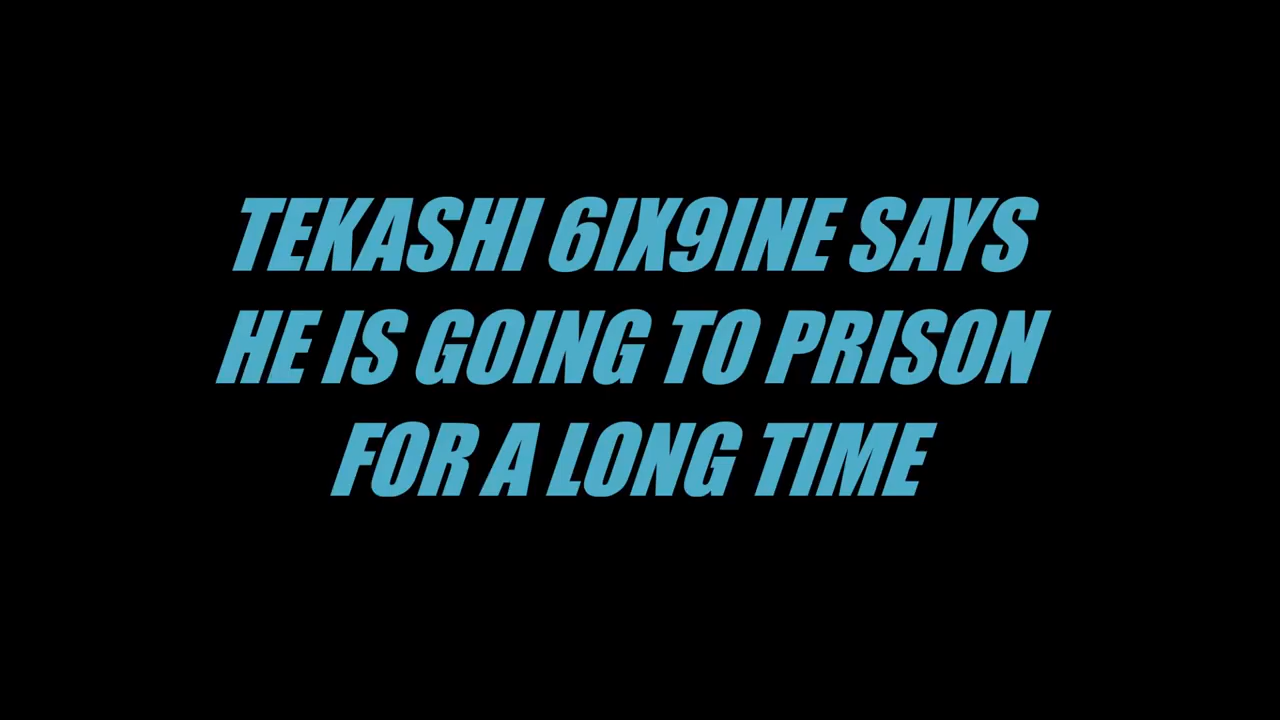 TEKASHI 6IX9INE SAYS
HE IS GOING TO PRISON
FOR A LONG TIME